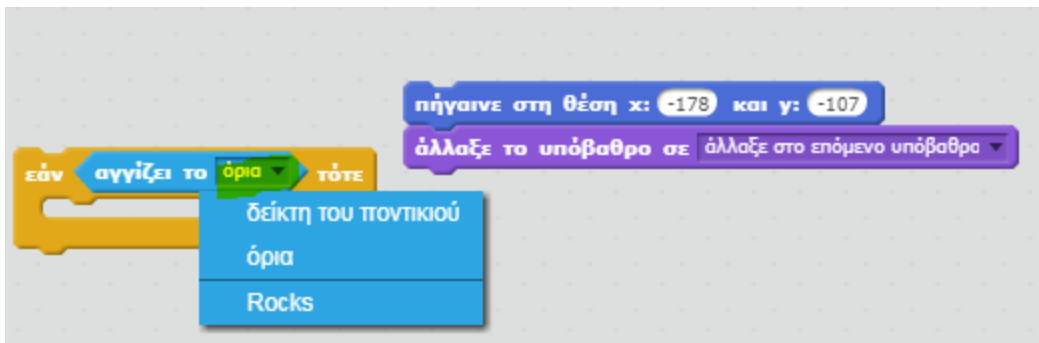 πήγαινε στη θέση x: -178 και y: -107
άλλαξε το υπόβαθρο σε άλλαξε στο επόμενο υπόβαθρο
εάν αγγίζει το όρια τότε
δείκτη του ποντικιού
όρια
Rocks